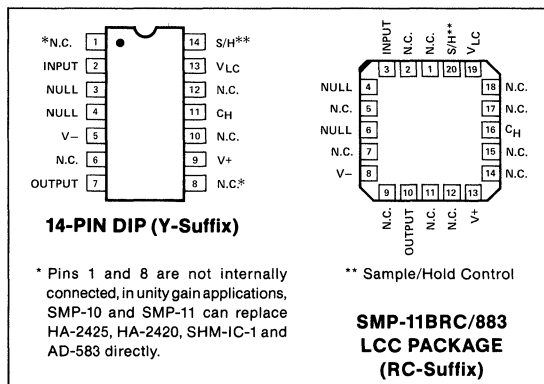 *N.C. 1 14 S/H**
INPUT 2 13 VLC
NULL 3 12 N.C.
NULL 4 11 CH
V− 5 10 N.C.
N.C. 6 9 V+
OUTPUT 7 8 N.C.*
14-PIN DIP (Y-Suffix)
* Pins 1 and 8 are not internally
connected, in unity gain applications,
SMP-10 and SMP-11 can replace
HA-2425, HA-2420, SHM-IC-1 and
AD-583 directly.
INPUT N.C. N.C. S/H** VLC
3 2 1 20 19
NULL 4 18 N.C.
N.C. 5 17 N.C.
NULL 6 16 CH
N.C. 7 15 N.C.
V− 8 14 N.C.
9 10 11 12 13
N.C. OUTPUT N.C. N.C. V+
** Sample/Hold Control
SMP-11BRC/883
LCC PACKAGE
(RC-Suffix)